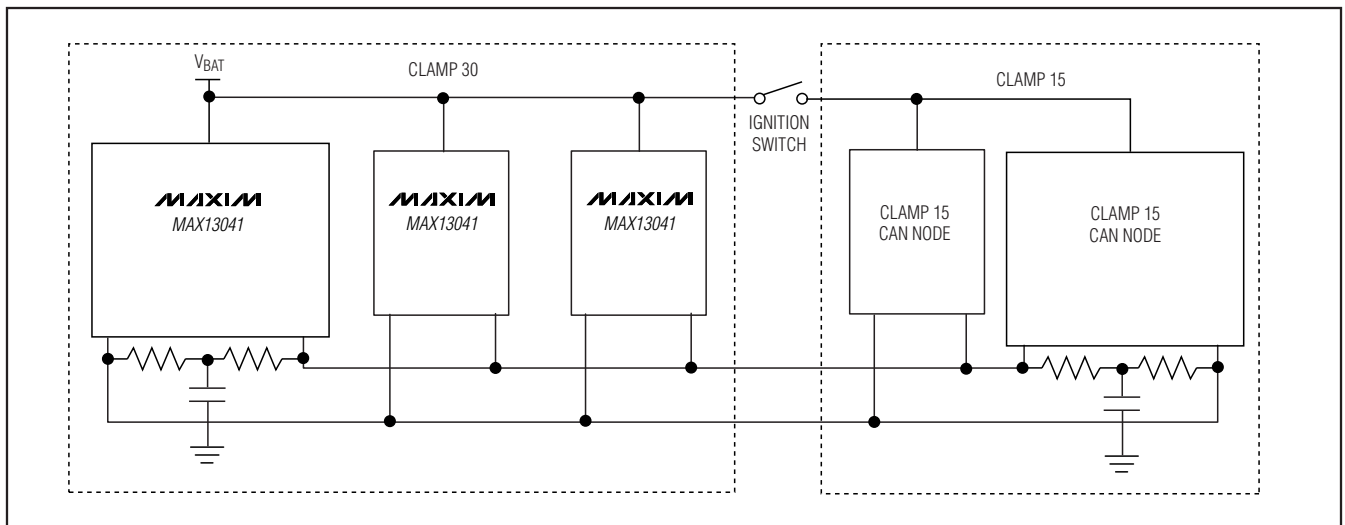 VBAT
CLAMP 30
CLAMP 15
IGNITION
SWITCH
MAXIM
MAX13041
MAXIM
MAX13041
MAXIM
MAX13041
CLAMP 15
CAN NODE
CLAMP 15
CAN NODE